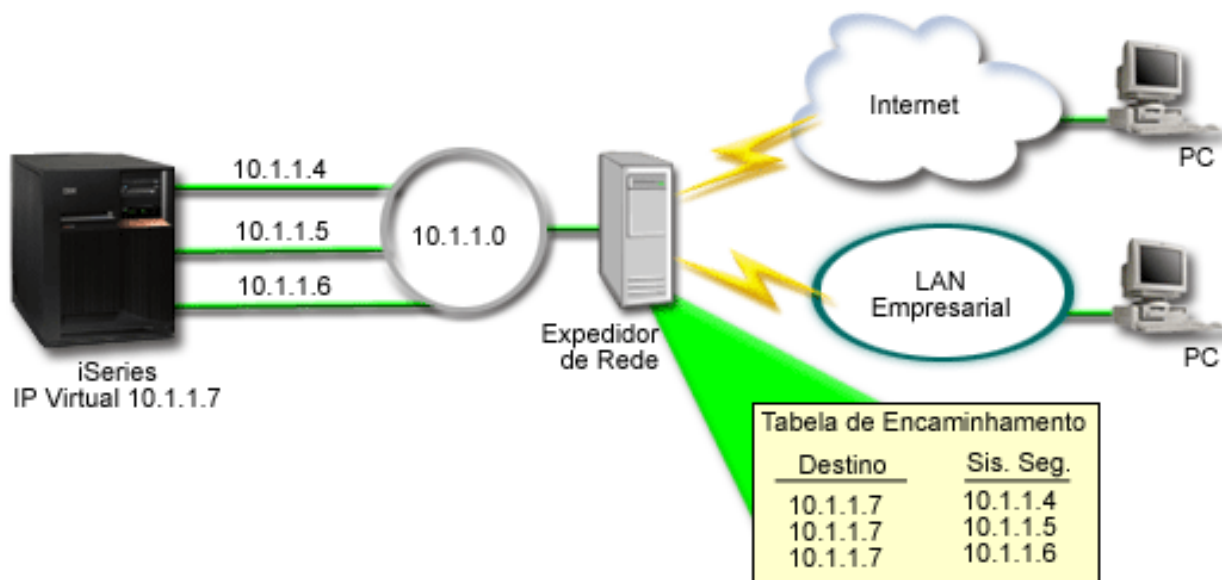 Internet
PC
10.1.1.4
10.1.1.5
10.1.1.6
10.1.1.0
LAN
Empresarial
PC
Expedidor
de Rede
iSeries
IP Virtual 10.1.1.7
Tabela de Encaminhamento
Destino Sis. Seg.
10.1.1.7 10.1.1.4
10.1.1.7 10.1.1.5
10.1.1.7 10.1.1.6